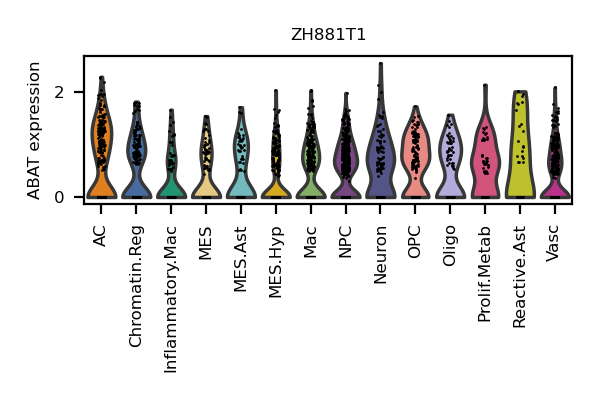 ZH881T1
ABAT expression
2
0
AC
Chromatin.Reg
Inflammatory.Mac
MES
MES.Ast
MES.Hyp
Mac
NPC
Neuron
OPC
Oligo
Prolif.Metab
Reactive.Ast
Vasc